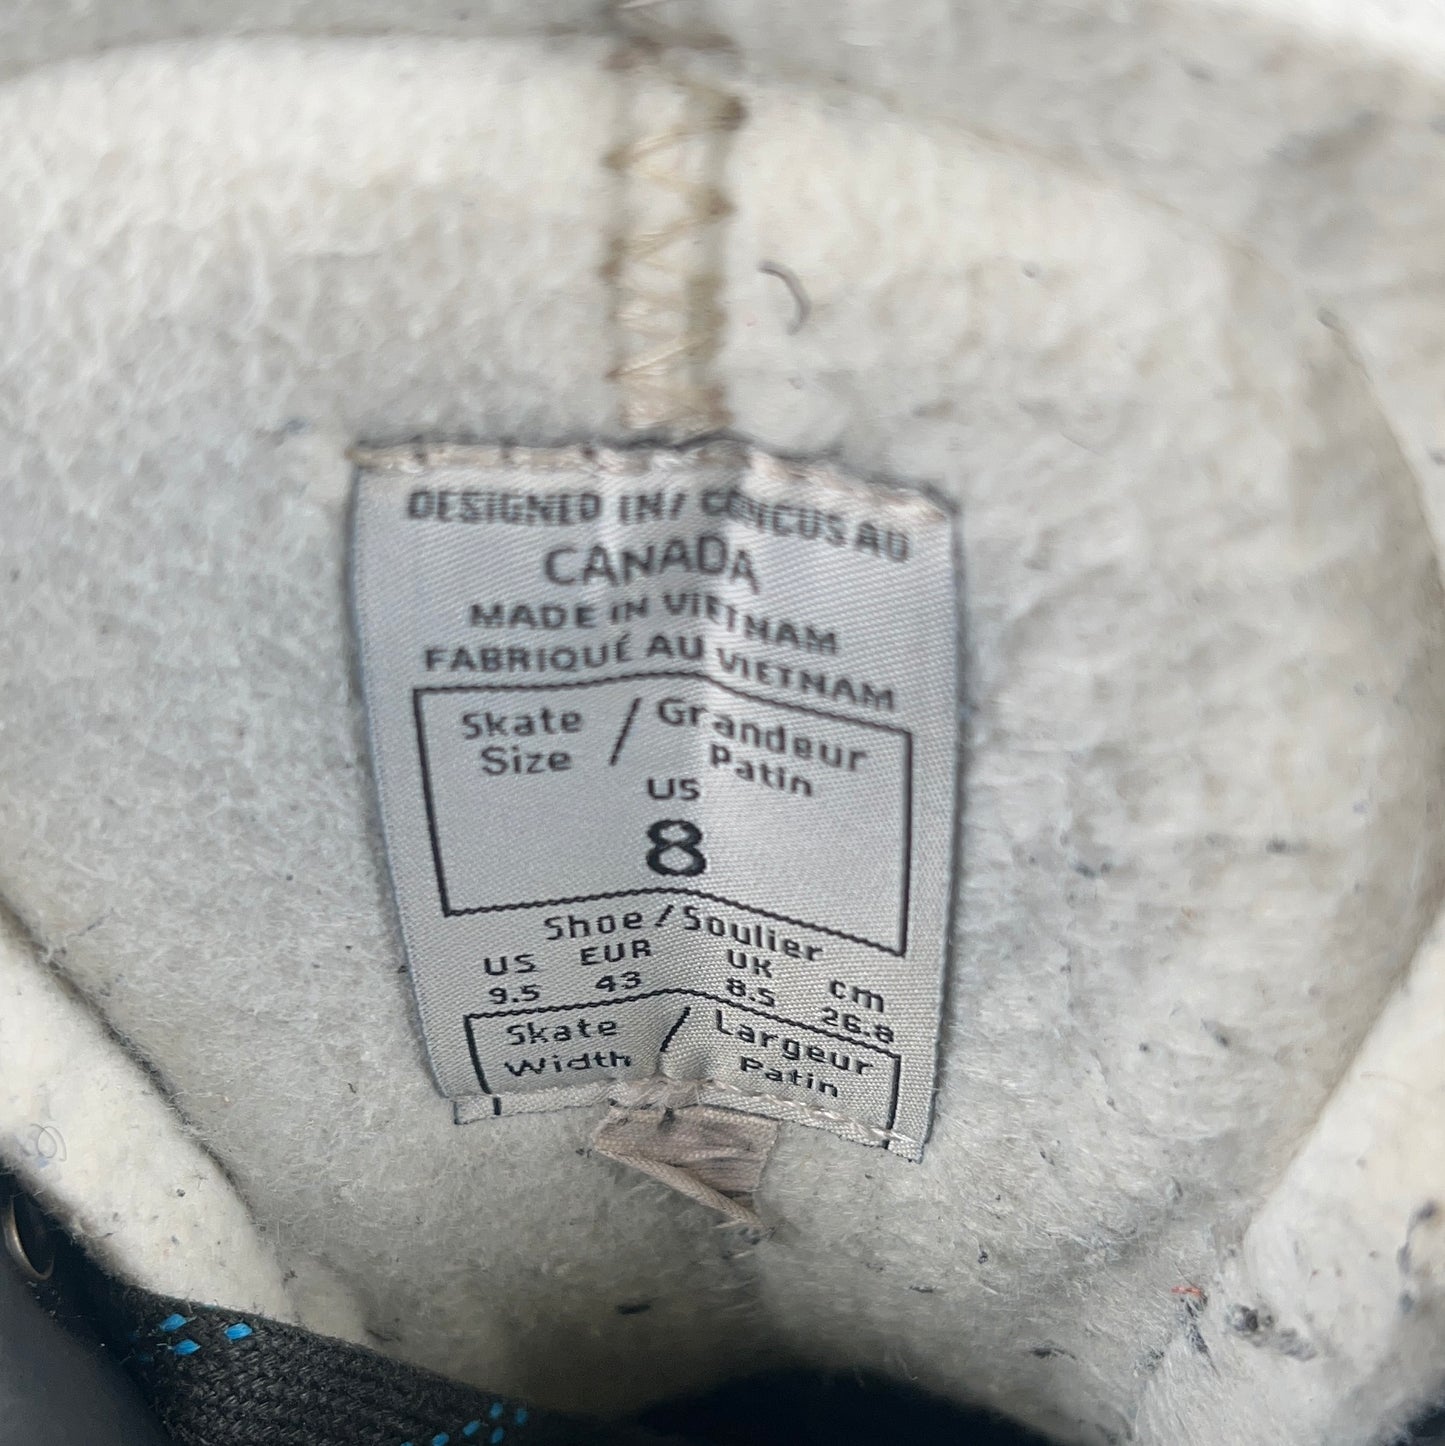 DESIGNED IN/ CONCUS AU
CANADA
MADE IN VIETNAM
FABRIQUÉ AU VIETNAM
Skate Size / Grandeur Patin
US
8
Shoe/Soulier
US EUR UK cm
9.5 43 8.5 26.8
Skate Width / Largeur Patin